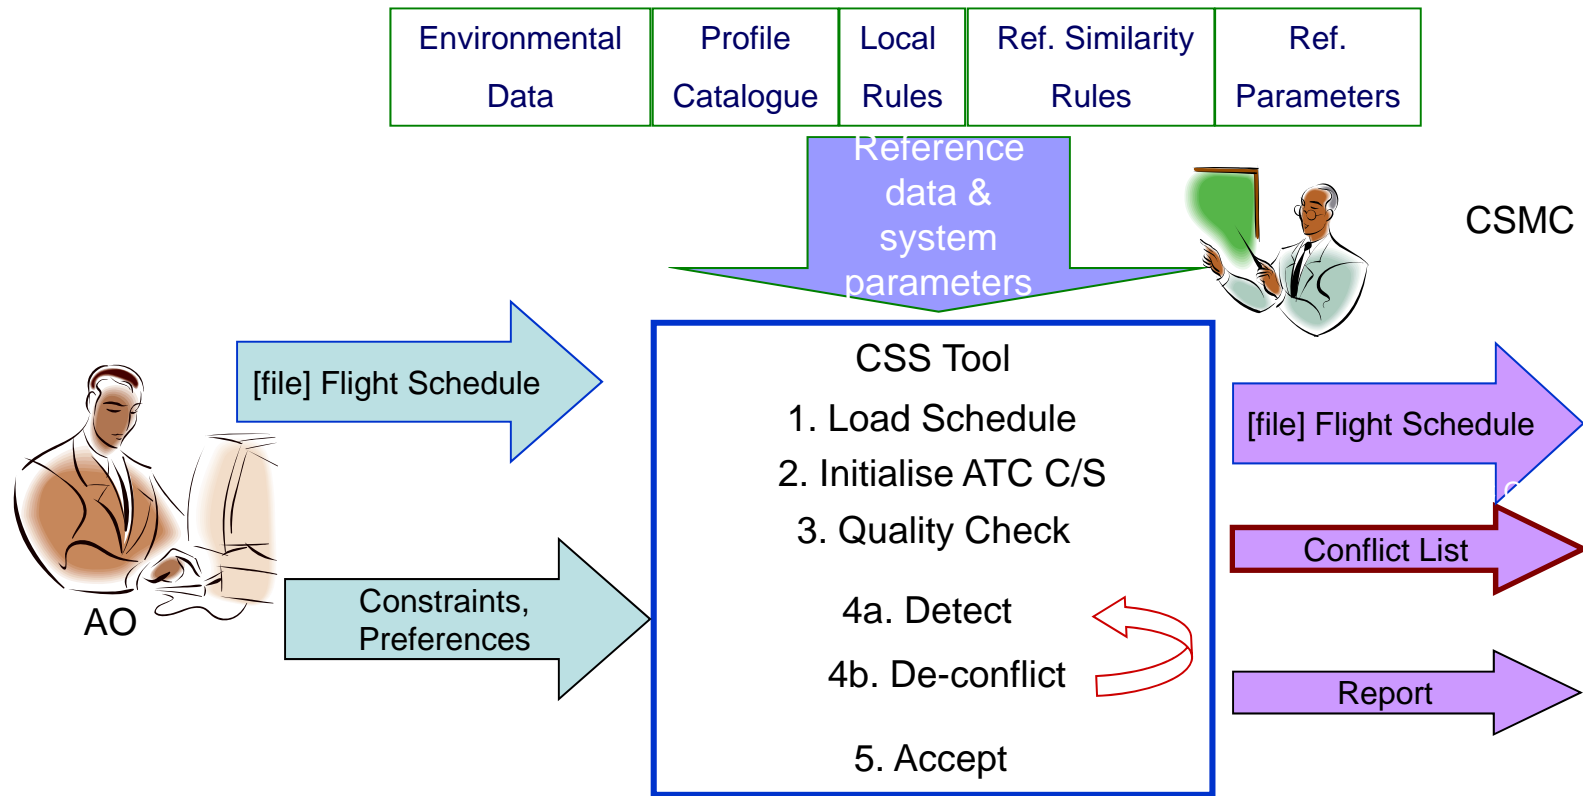 Environmental
Data
Profile
Catalogue
Local
Rules
Ref. Similarity
Rules
Ref.
Parameters
Reference
data &
system
parameters
CSMC
[file] Flight Schedule
AO
Constraints,
Preferences
CSS Tool
1. Load Schedule
2. Initialise ATC C/S
3. Quality Check
4a. Detect
4b. De-conflict
5. Accept
[file] Flight Schedule
Conflict List
Report